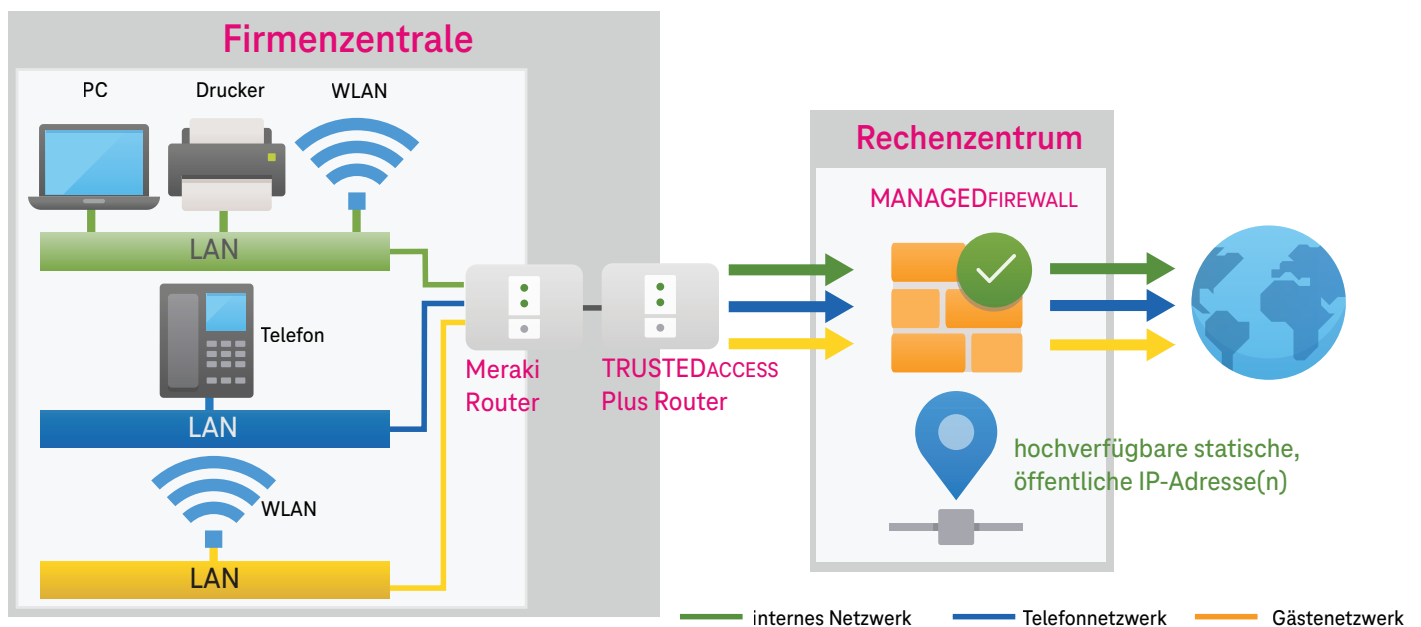 Firmenzentrale
PC
Drucker
WLAN
LAN
Telefon
LAN
WLAN
LAN
Meraki
Router
TRUSTEDACCESS
Plus Router
Rechenzentrum
MANAGEDFIREWALL
hochverfügbare statische,
öffentliche IP-Adresse(n)
internes Netzwerk
Telefonnetzwerk
Gästenetzwerk